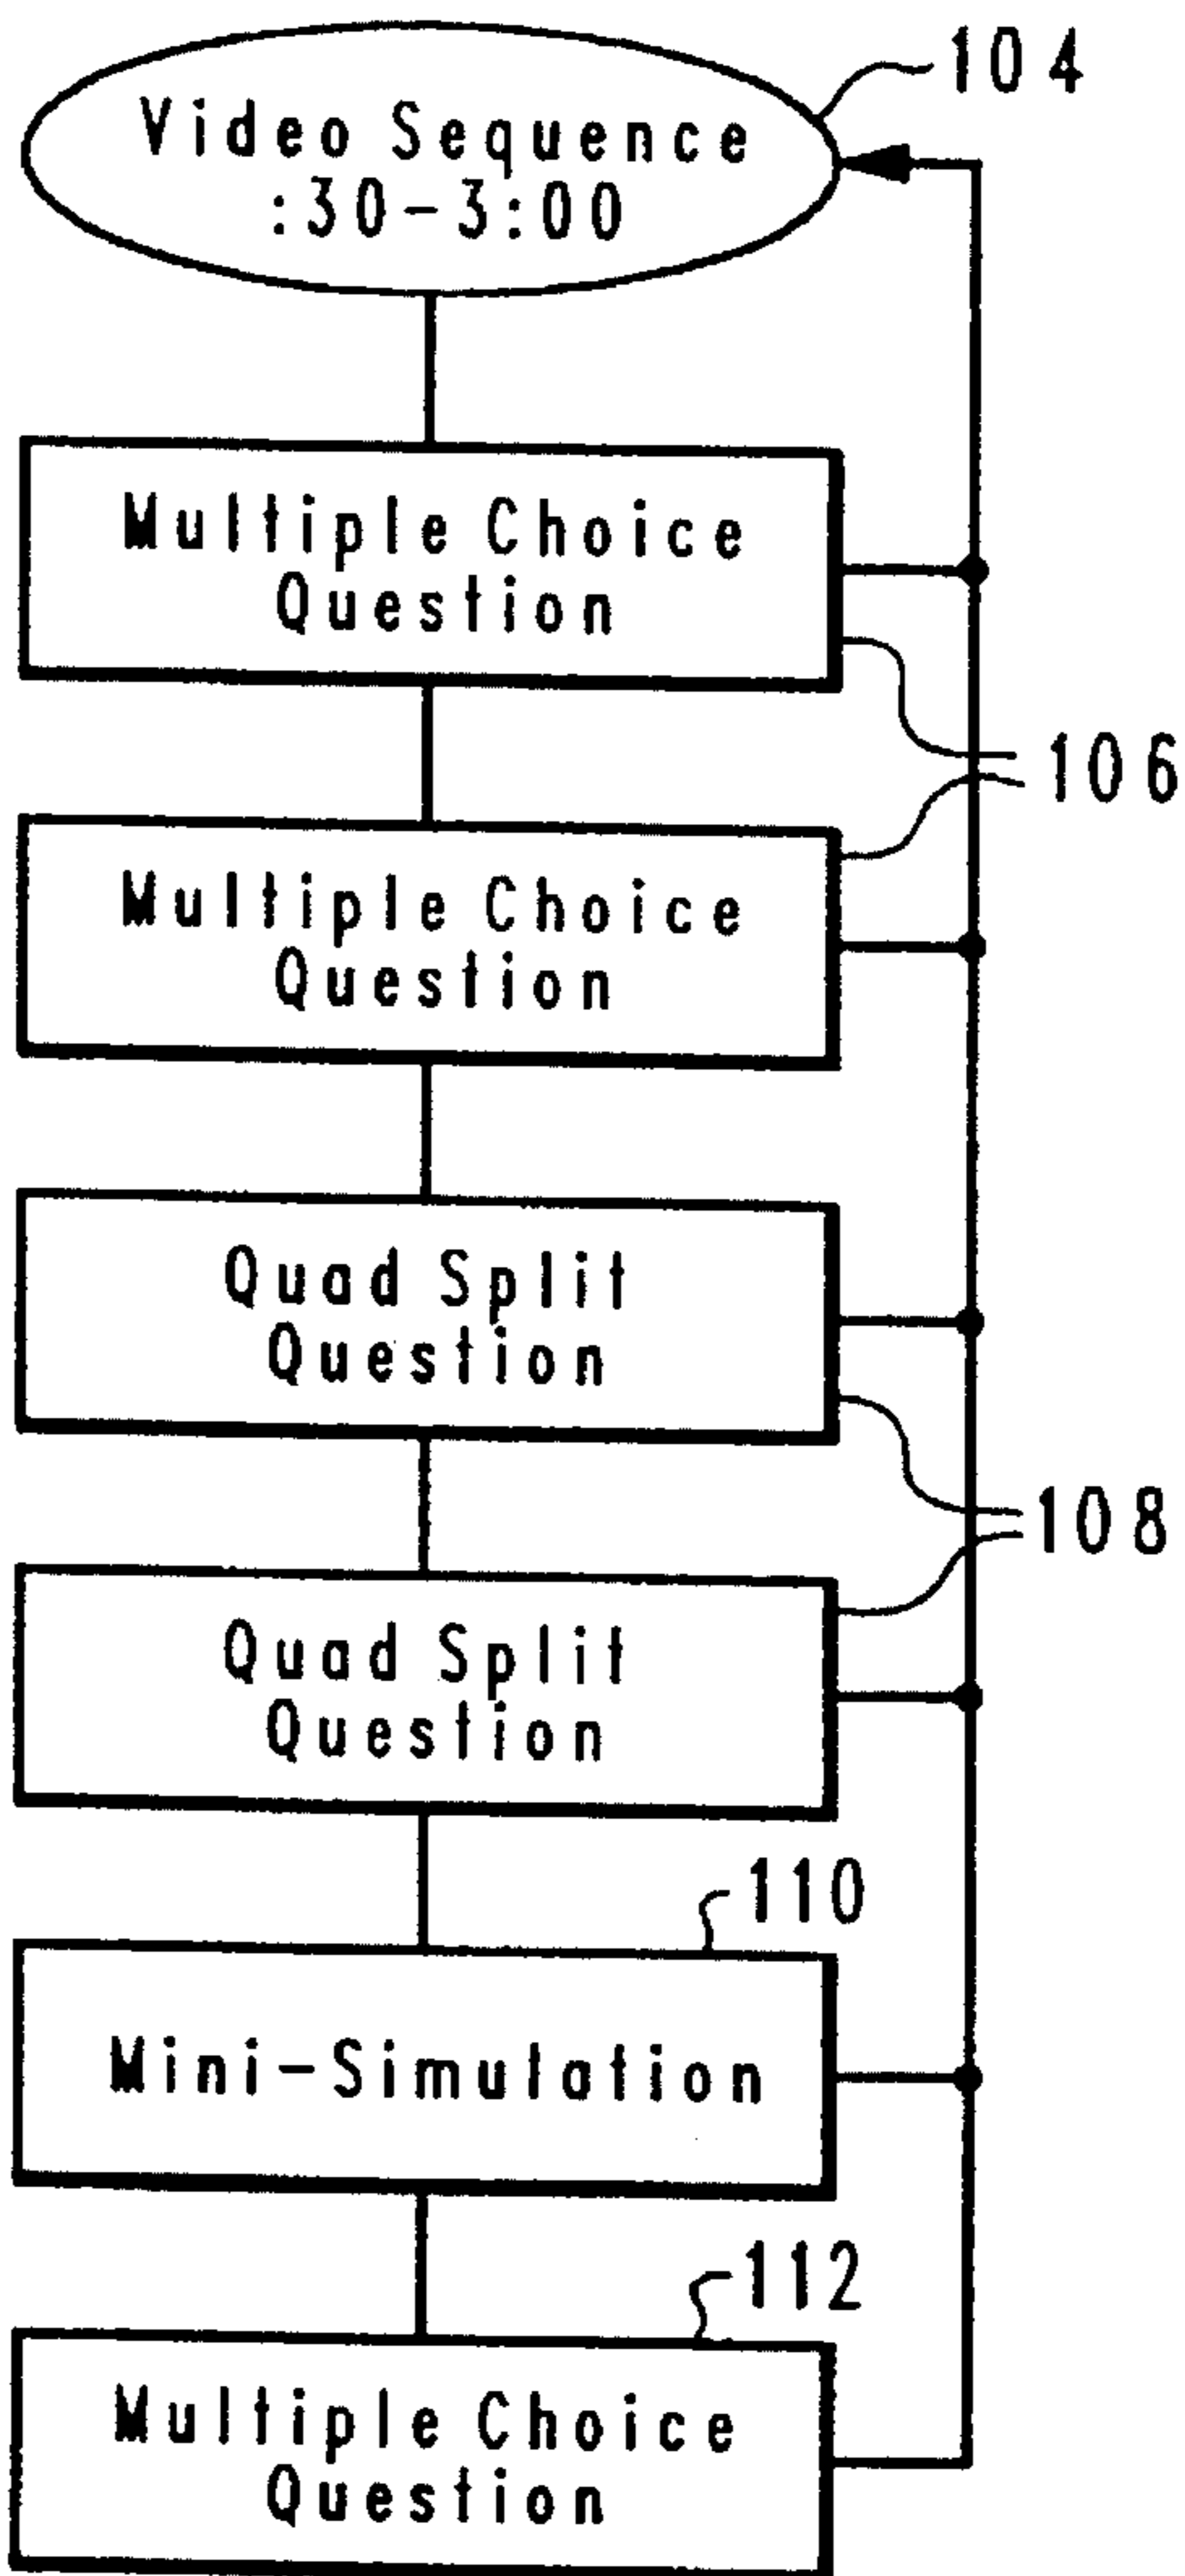 104
Video Sequence
:30-3:00
Multiple Choice
Question
106
Multiple Choice
Question
Quad Split
Question
108
Quad Split
Question
110
Mini-Simulation
112
Multiple Choice
Question